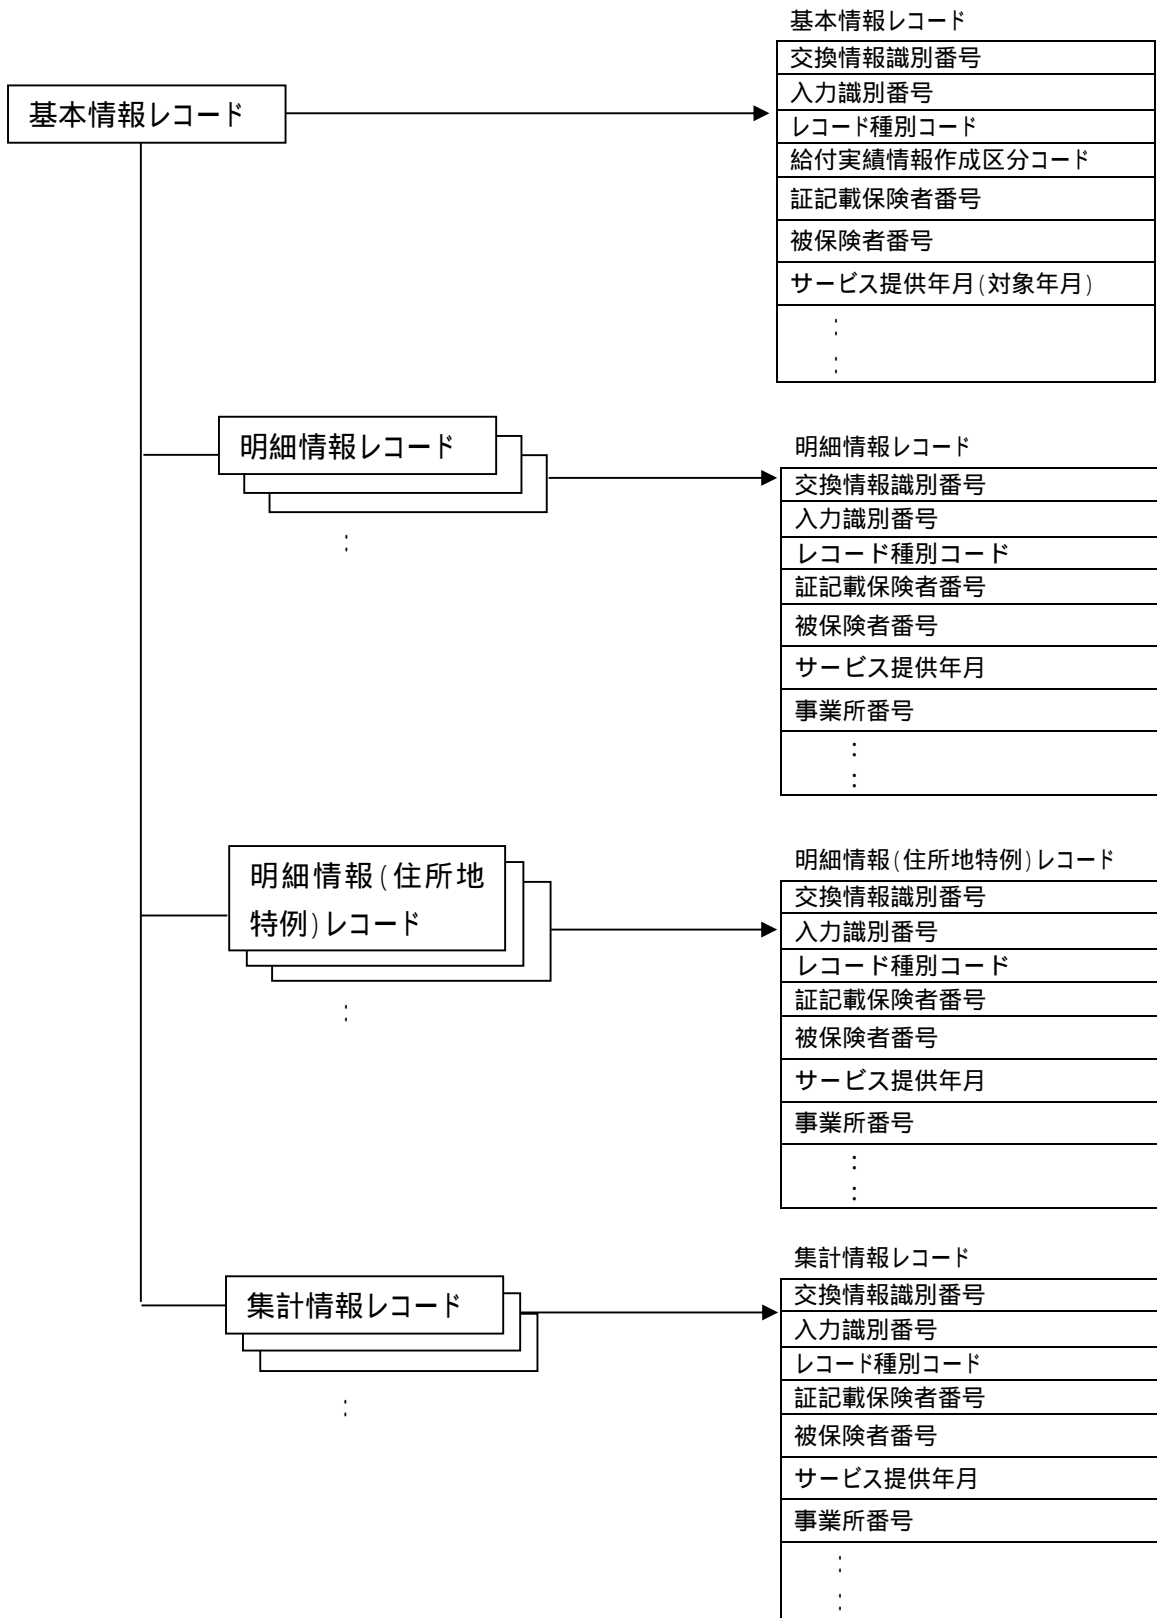 基本情報レコード
基本情報レコード
交換情報識別番号
入力識別番号
レコード種別コード
給付実績情報作成区分コード
証記載保険者番号
被保険者番号
サービス提供年月(対象年月)
:
:
明細情報レコード
:
明細情報レコード
交換情報識別番号
入力識別番号
レコード種別コード
証記載保険者番号
被保険者番号
サービス提供年月
事業所番号
:
:
明細情報(住所地
特例)レコード
:
明細情報(住所地特例)レコード
交換情報識別番号
入力識別番号
レコード種別コード
証記載保険者番号
被保険者番号
サービス提供年月
事業所番号
:
:
集計情報レコード
:
集計情報レコード
交換情報識別番号
入力識別番号
レコード種別コード
証記載保険者番号
被保険者番号
サービス提供年月
事業所番号
:
: